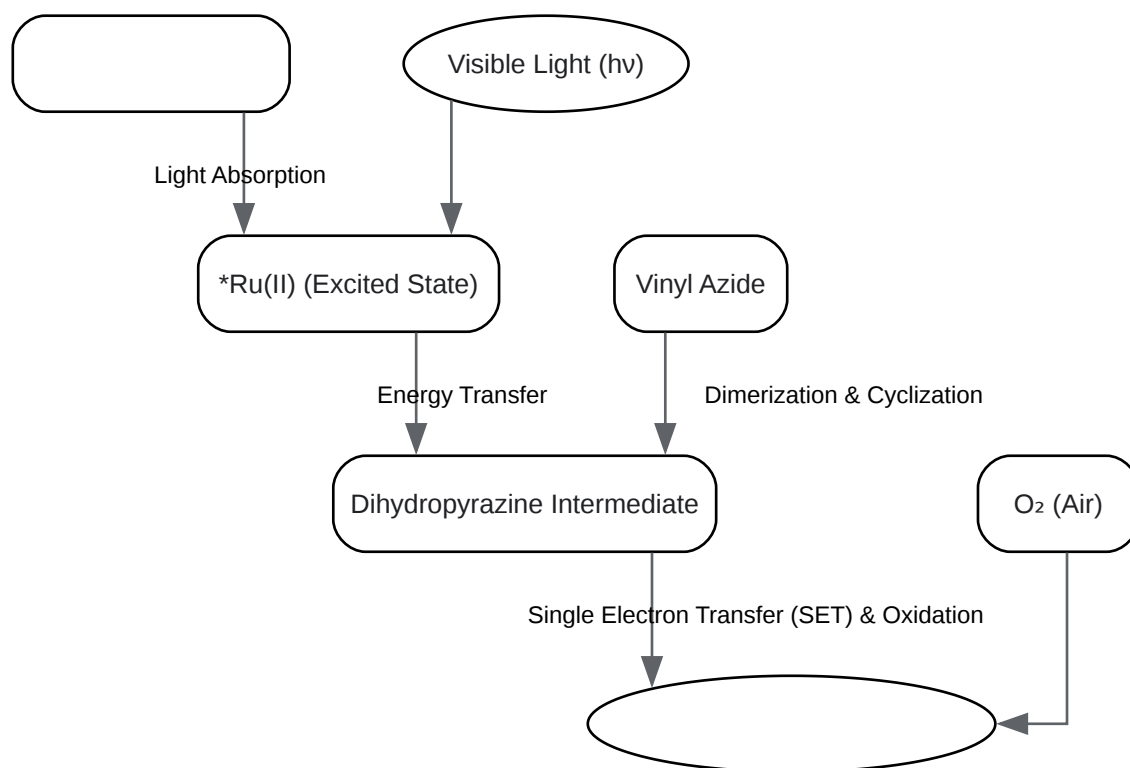 Visible Light (hν)
Light Absorption
*Ru(II) (Excited State)
Vinyl Azide
Energy Transfer
Dimerization & Cyclization
Dihydropyrazine Intermediate
O₂ (Air)
Single Electron Transfer (SET) & Oxidation